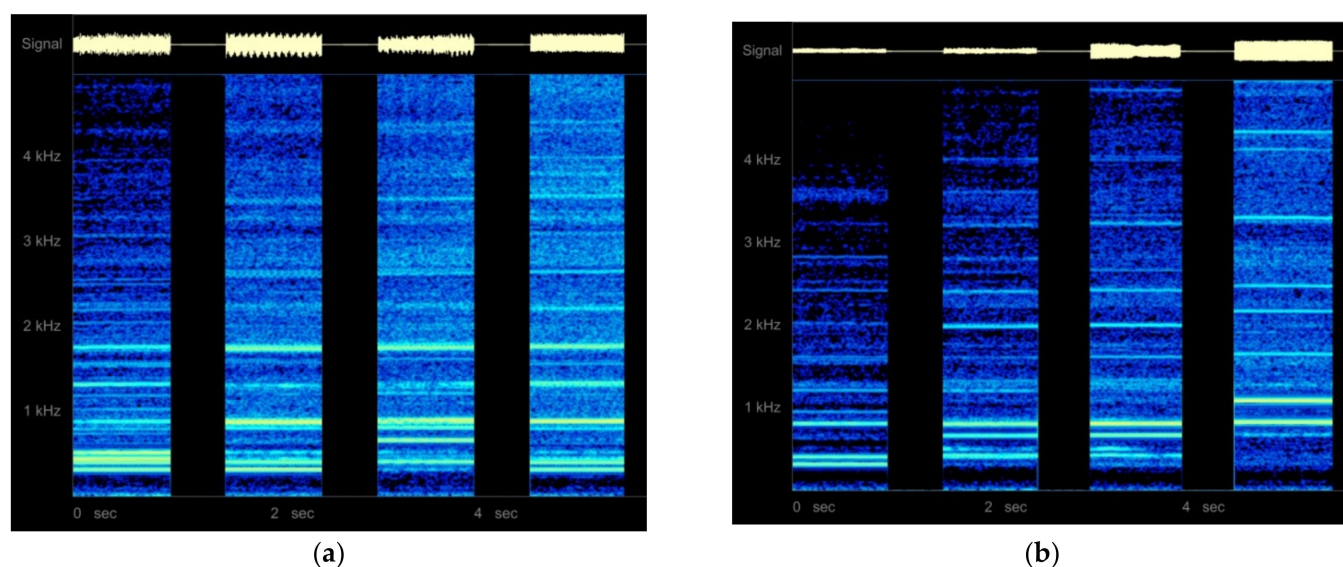 Signal
4 kHz
3 kHz
2 kHz
1 kHz
0 sec
2 sec
4 sec
(a)
Signal
4 kHz
3 kHz
2 kHz
1 kHz
0 sec
2 sec
4 sec
(b)